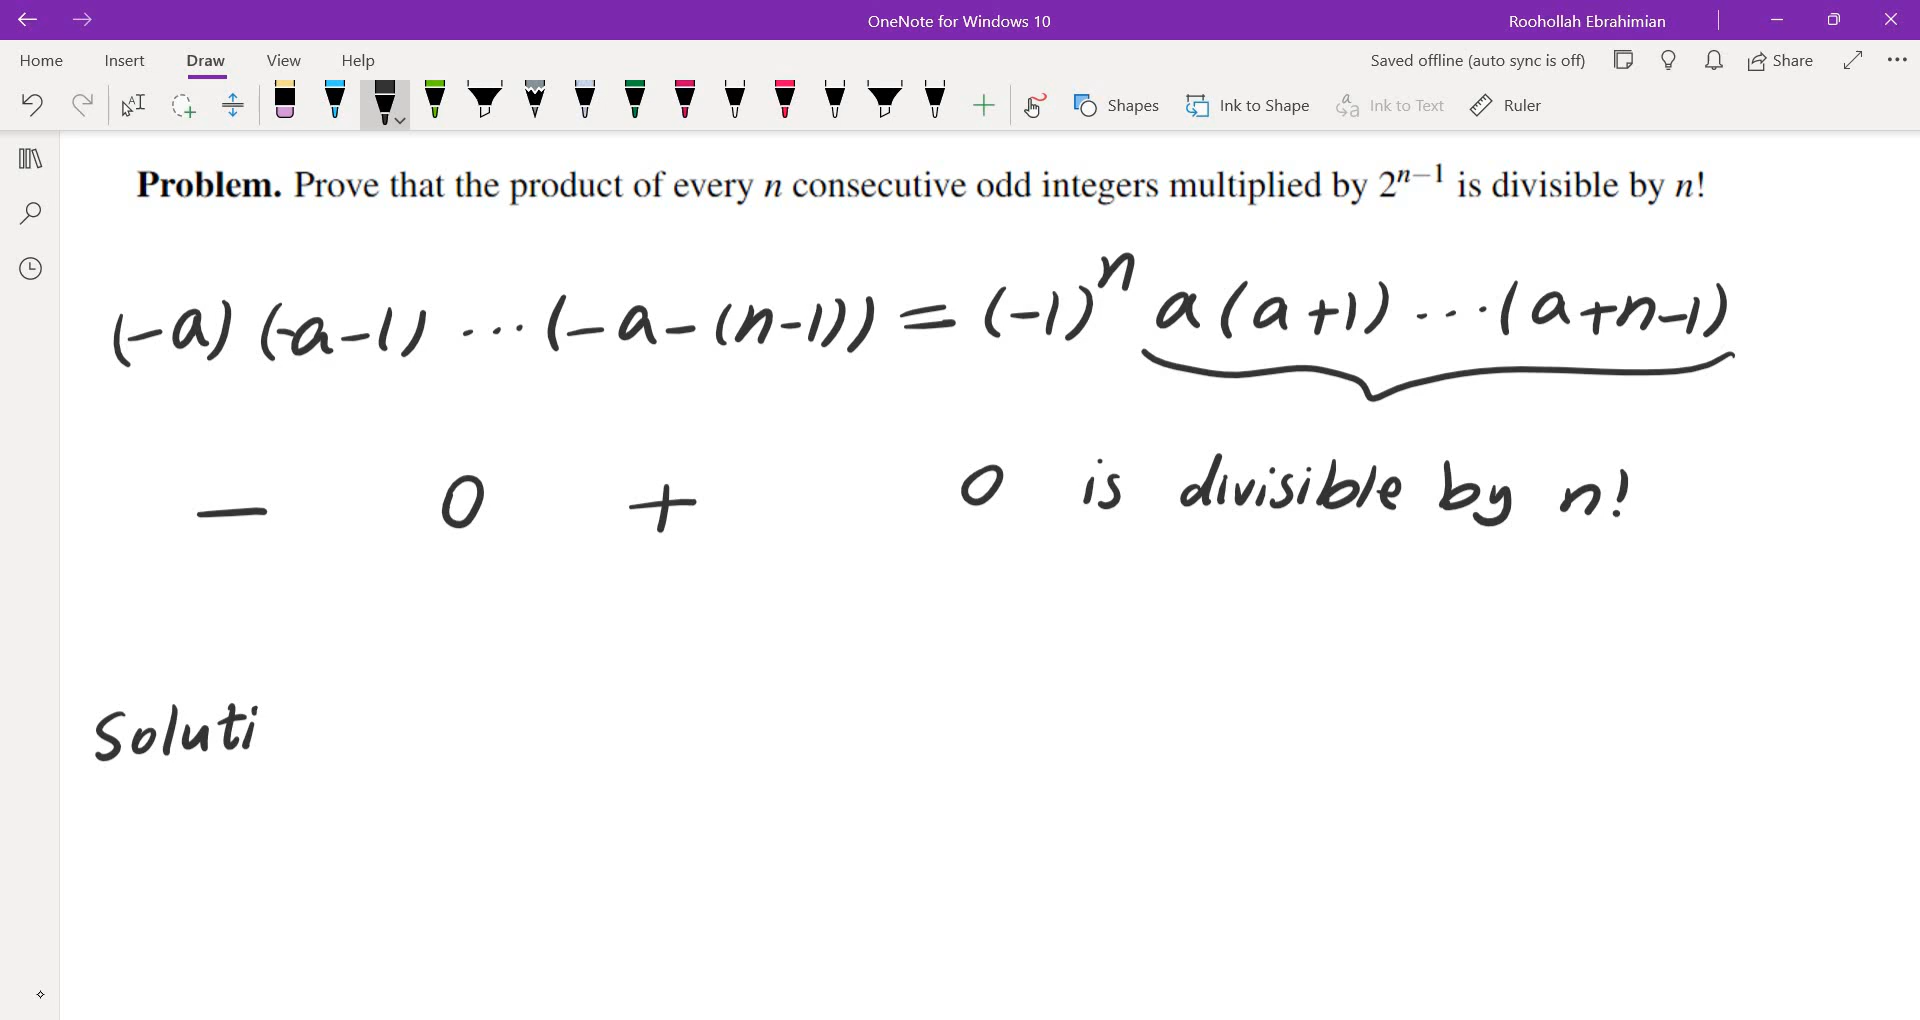 OneNote for Windows 10
Roohollah Ebrahimian
Home Insert Draw View Help
Saved offline (auto sync is off) Share
Shapes Ink to Shape Ink to Text Ruler
Problem. Prove that the product of every n consecutive odd integers multiplied by 2^{n-1} is divisible by n!
(-a)(-a-1) ... (-a-(n-1)) = (-1)^n a(a+1) ... (a+n-1)
- 0 + 0 is divisible by n!
Soluti